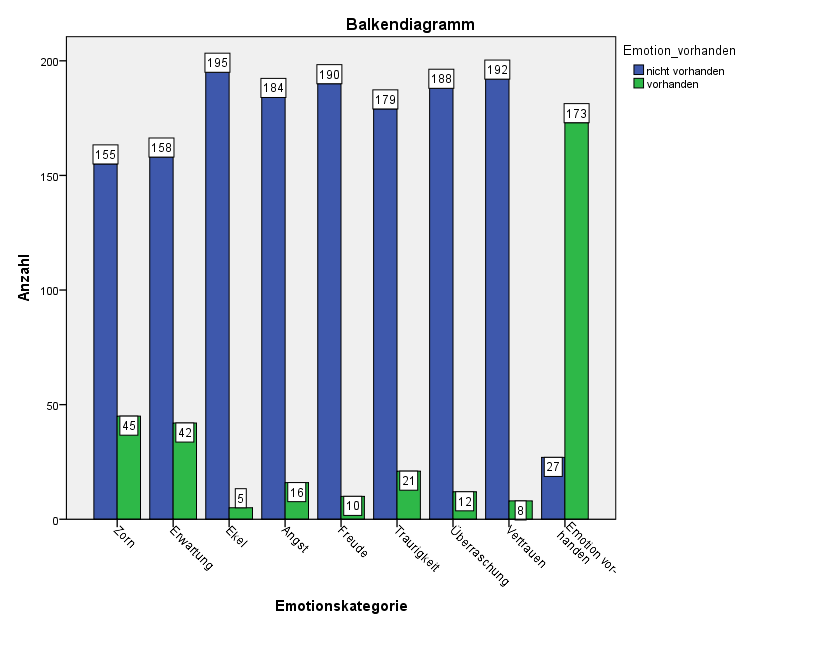 Balkendiagramm
Emotion_vorhanden
nicht vorhanden
vorhanden
Anzahl
200
150
100
50
0
155
45
158
42
195
5
184
16
190
10
179
21
188
12
192
8
27
173
Zorn
Erwartung
Ekel
Angst
Freude
Traurigkeit
Überraschung
Vertrauen
Emotion vor-
handen
Emotionskategorie